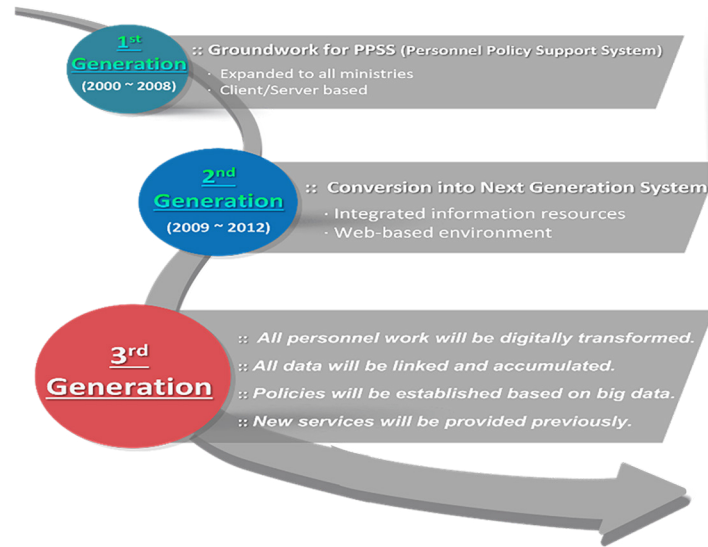 1st
Generation
(2000 ~ 2008)
:: Groundwork for PPSS (Personnel Policy Support System)
· Expanded to all ministries
· Client/Server based
2nd
Generation
(2009 ~ 2012)
:: Conversion into Next Generation System
· Integrated information resources
· Web-based environment
3rd
Generation
:: All personnel work will be digitally transformed.
:: All data will be linked and accumulated.
:: Policies will be established based on big data.
:: New services will be provided previously.